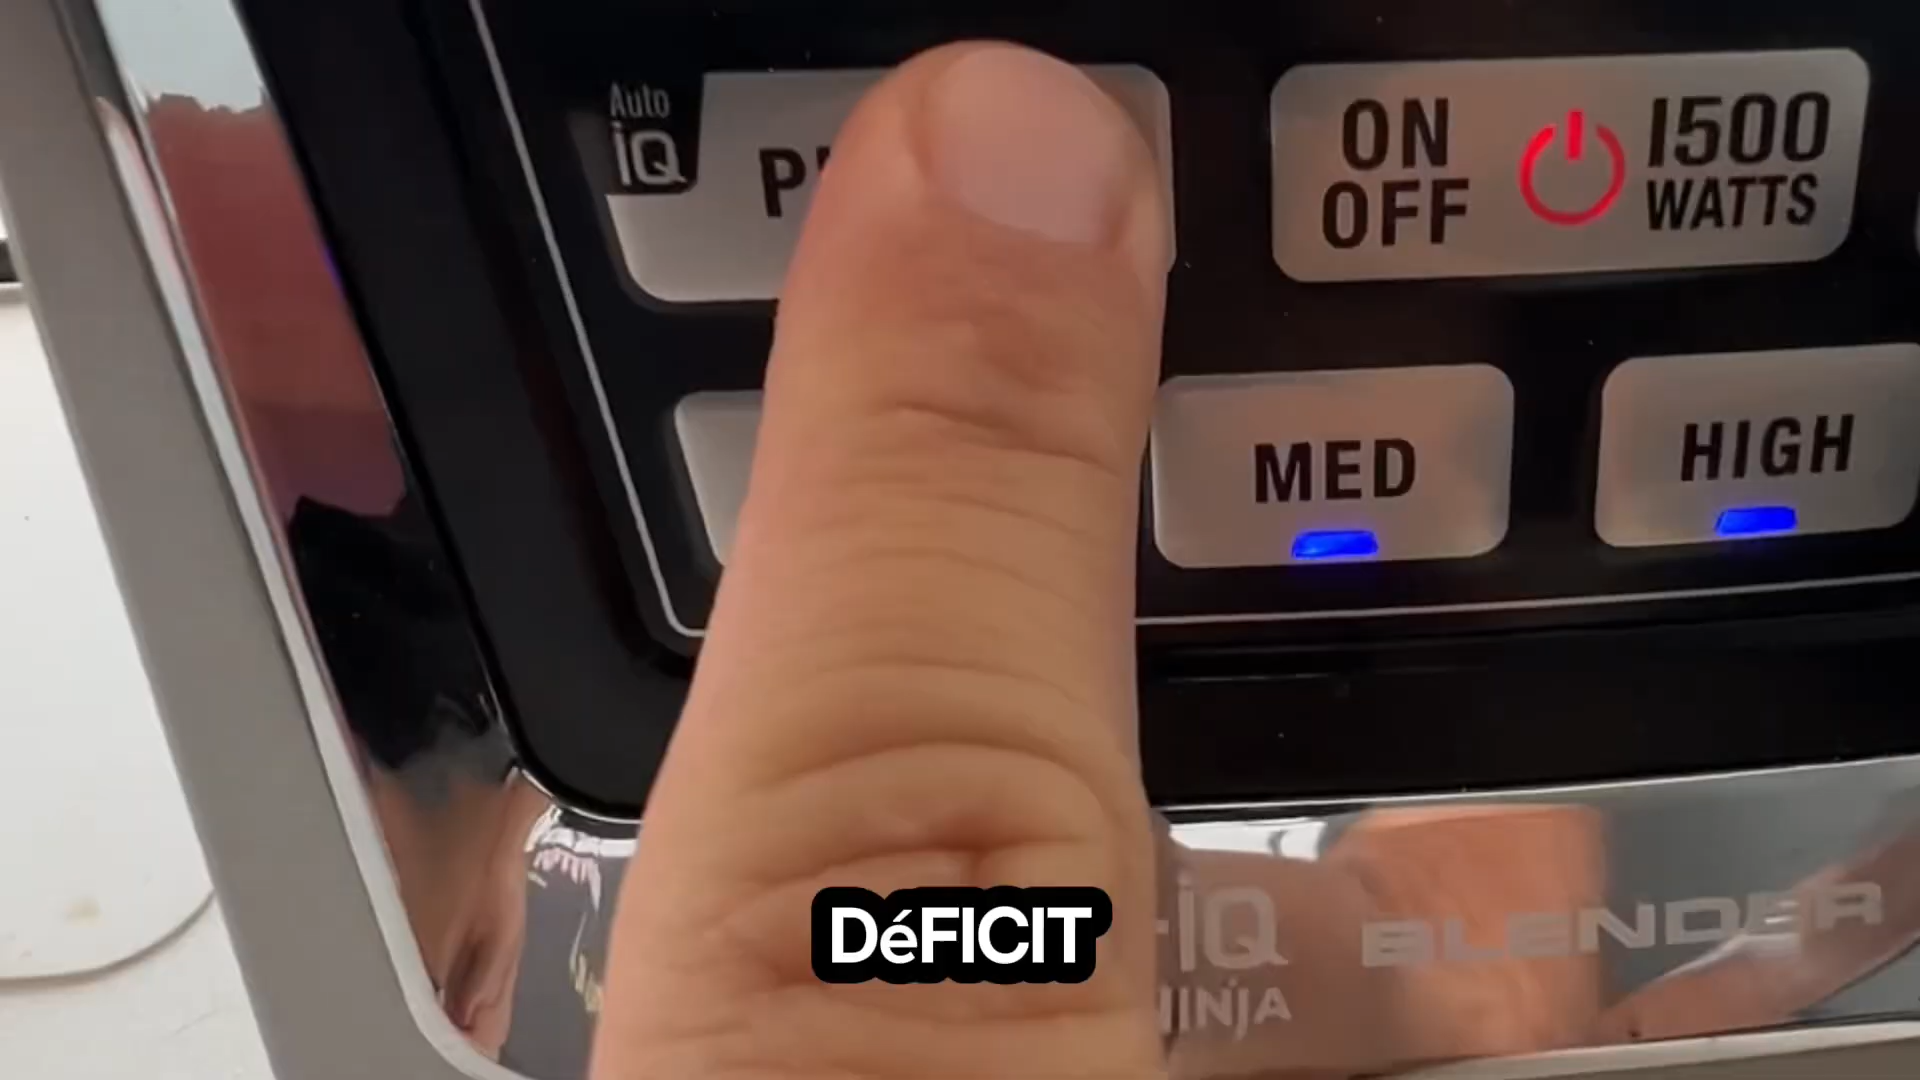 Auto
iQ
ON
OFF
1500
WATTS
MED
HIGH
DéFICIT
iQ
BLENDER
NINJA